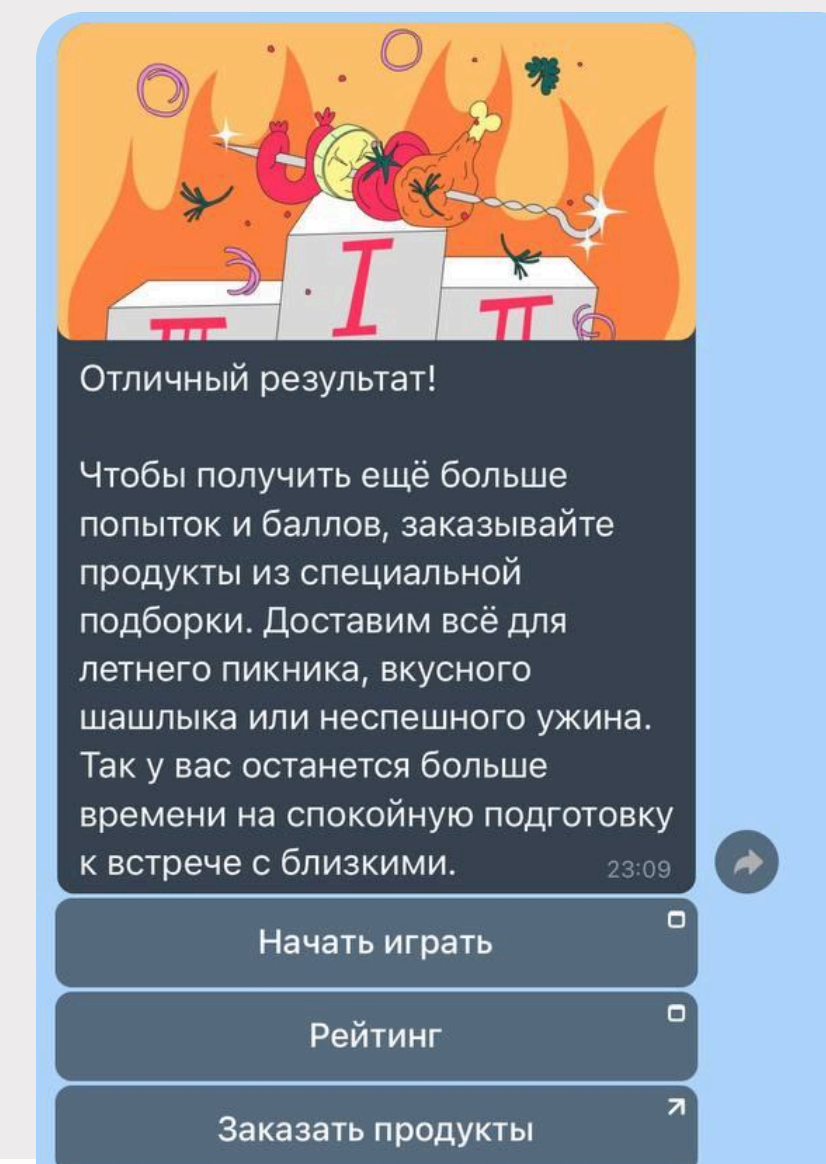 III I II
Отличный результат!
Чтобы получить ещё больше
попыток и баллов, заказывайте
продукты из специальной
подборки. Доставим всё для
летнего пикника, вкусного
шашлыка или неспешного ужина.
Так у вас останется больше
времени на спокойную подготовку
к встрече с близкими.
23:09
Начать играть
Рейтинг
Заказать продукты